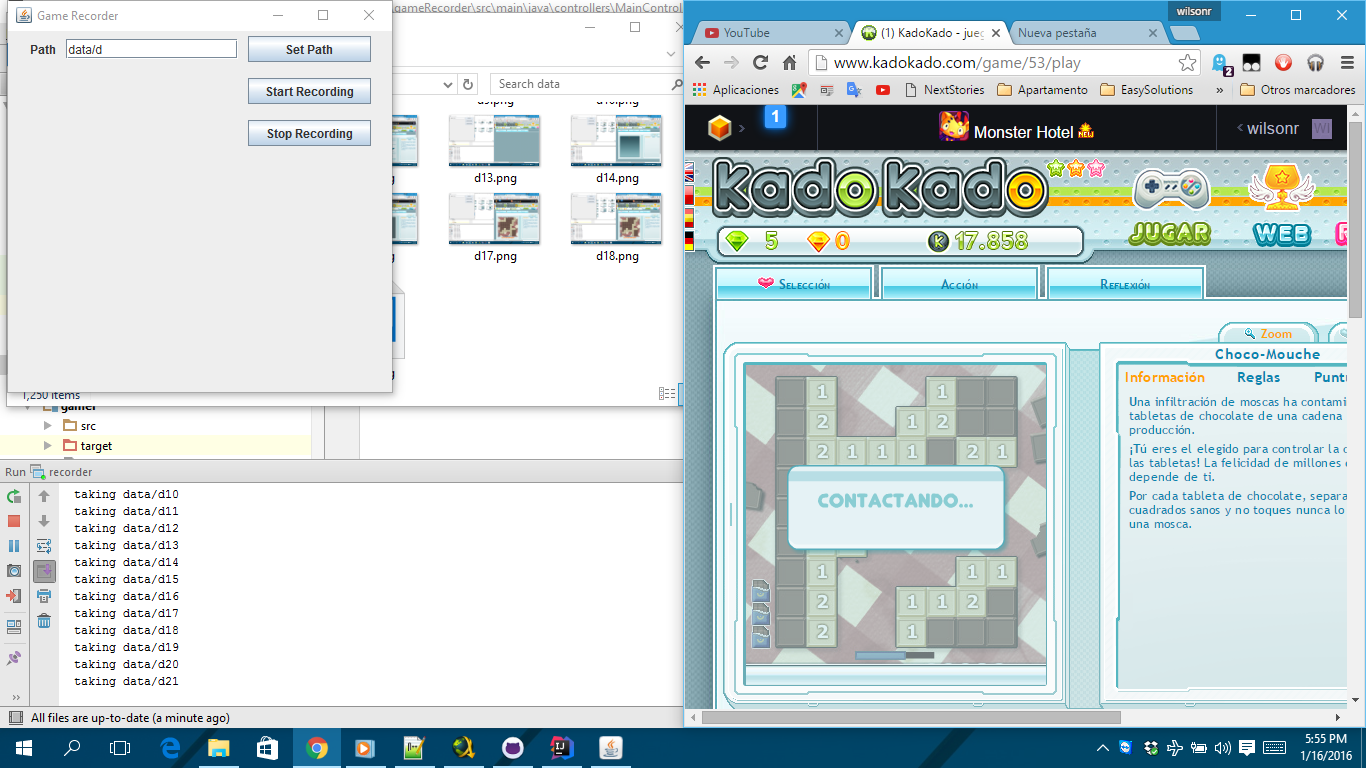 Game Recorder
Path data/d Set Path
Start Recording
Stop Recording
.gameRecorder\src\main\java\controllers\MainControl
Search data
d13.png d14.png
d17.png d18.png
1,250 items
gamer
src
target
Run recorder
taking data/d10
taking data/d11
taking data/d12
taking data/d13
taking data/d14
taking data/d15
taking data/d16
taking data/d17
taking data/d18
taking data/d19
taking data/d20
taking data/d21
All files are up-to-date (a minute ago)
wilsonr
YouTube (1) KadoKado - jueg Nueva pestaña
www.kadokado.com/game/53/play
2
Aplicaciones NextStories Apartamento EasySolutions » Otros marcadores
1 Monster Hotel NEW wilsonr WI
KadoKado
5 0 K 17.858
JUGAR WEB
Selección Acción Reflexión
Zoom
Choco-Mouche
Información Reglas Puntu
Una infiltración de moscas ha contami
tabletas de chocolate de una cadena
producción.
¡Tú eres el elegido para controlar la c
las tabletas! La felicidad de millones
depende de ti.
Por cada tableta de chocolate, separa
cuadrados sanos y no toques nunca lo
una mosca.
1 1
2 1 2
2 1 1 1 2 1
CONTACTANDO...
1 1 1
2 1 1 2
2 1
5:55 PM
1/16/2016